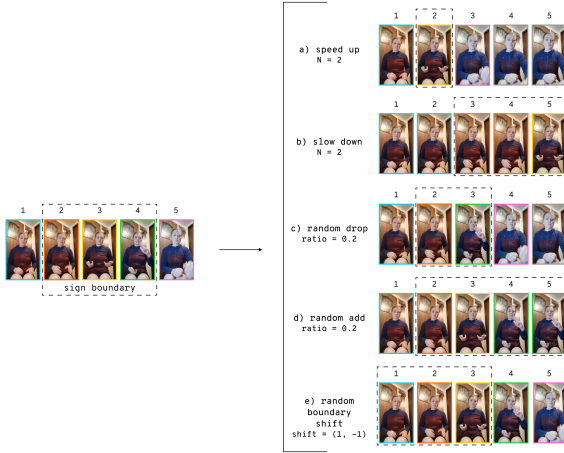 1 2 3 4 5
sign boundary
1 2 3 4 5
a) speed up
N = 2
1 2 3 4 5
b) slow down
N = 2
1 2 3 4 5
c) random drop
ratio = 0.2
1 2 3 4 5
d) random add
ratio = 0.2
1 2 3 4 5
e) random
boundary
shift
shift = (1, -1)